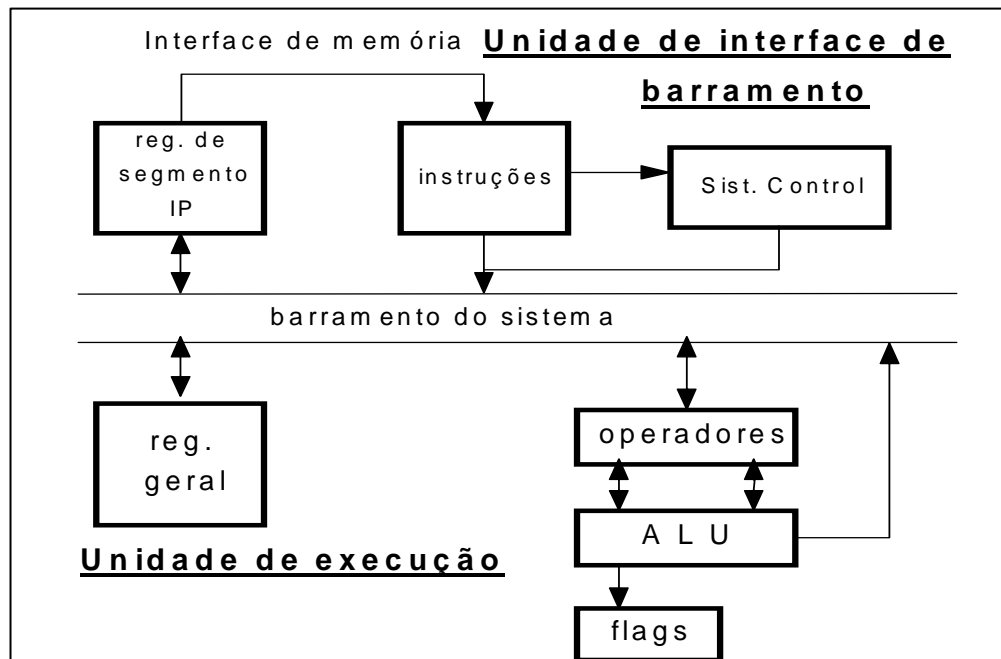 Interface de memória Unidade de interface de
barramento
reg. de
segmento
IP
instruções
Sist. Control
barramento do sistema
reg.
geral
operadores
ALU
Unidade de execução
flags